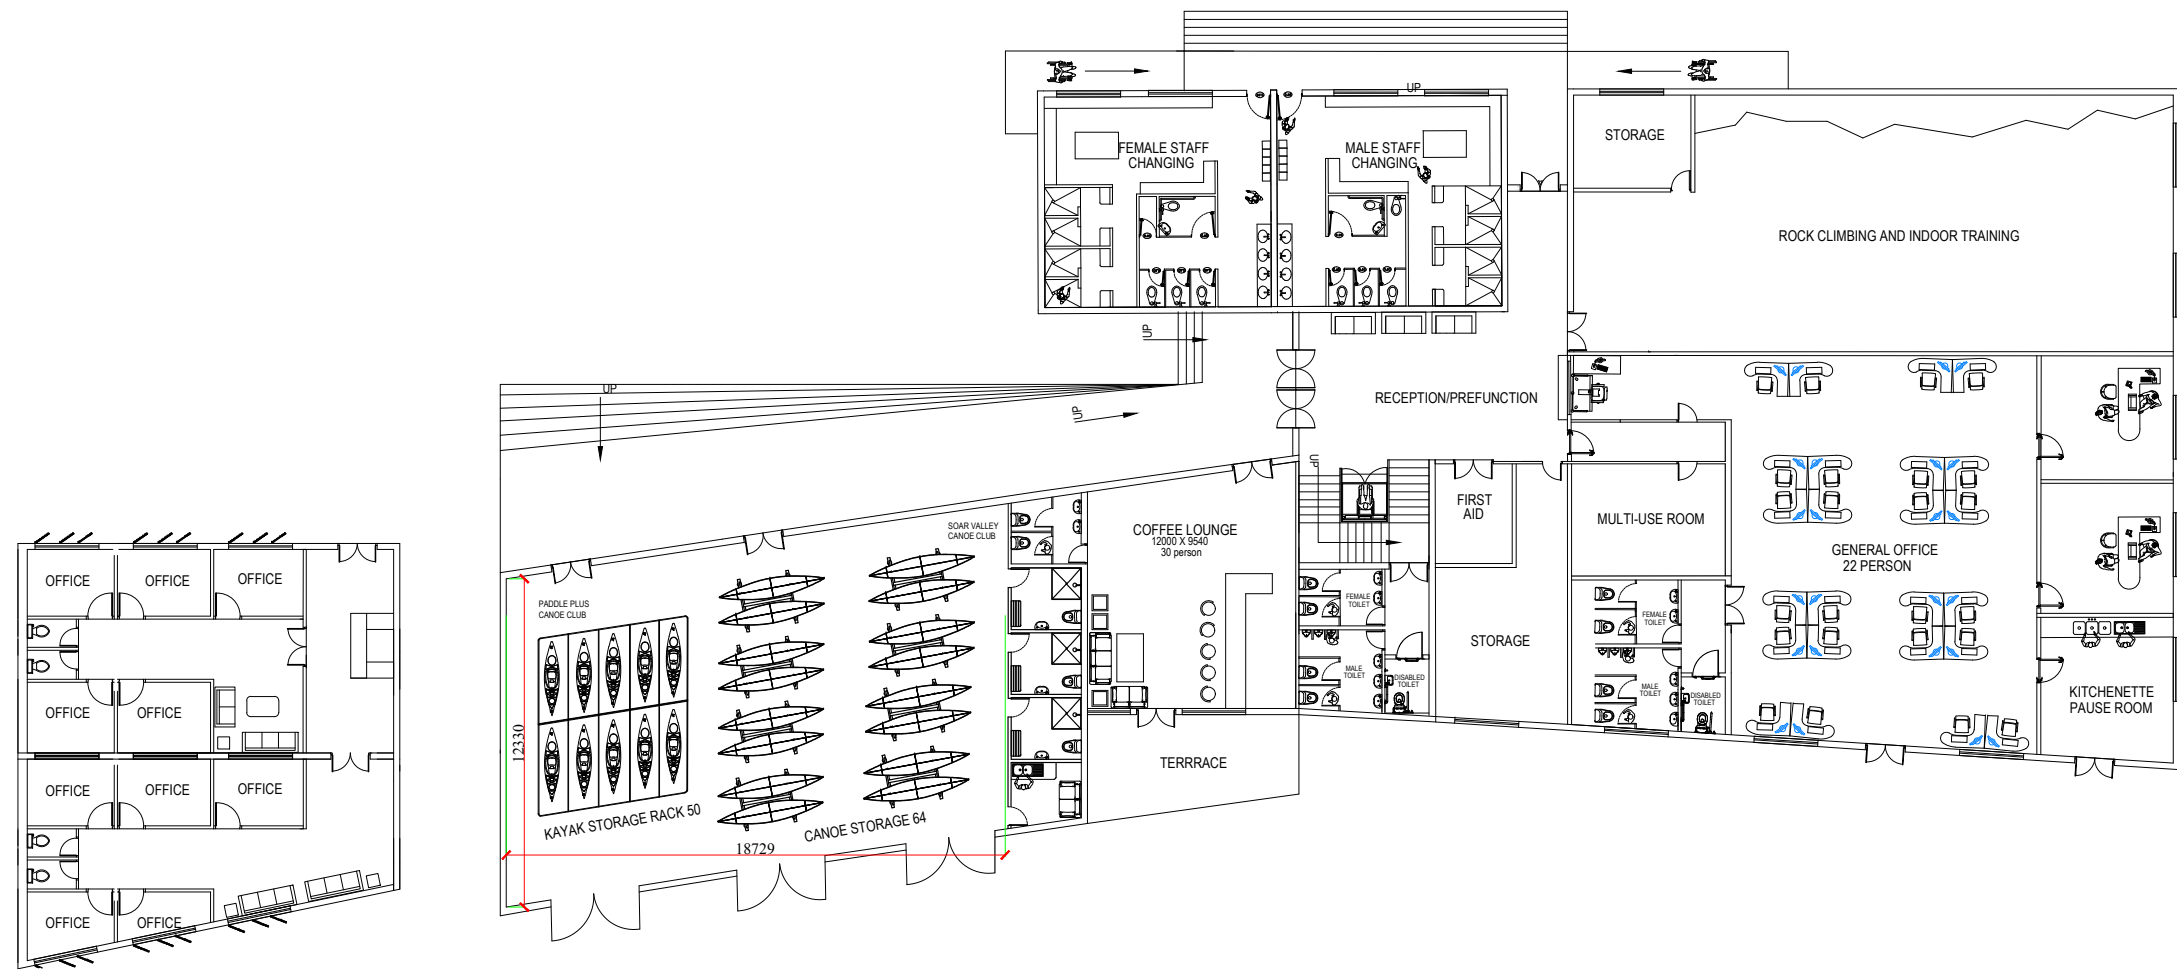 UP
STORAGE
FEMALE STAFF
CHANGING
MALE STAFF
CHANGING
ROCK CLIMBING AND INDOOR TRAINING
UP
UP
UP
RECEPTION/PREFUNCTION
UP
FIRST
AID
MULTI-USE ROOM
SOAR VALLEY
CANOE CLUB
COFFEE LOUNGE
12000 X 9540
30 person
GENERAL OFFICE
22 PERSON
OFFICE
OFFICE
OFFICE
PADDLE PLUS
CANOE CLUB
FEMALE
TOILET
FEMALE
TOILET
STORAGE
MALE
TOILET
DISABLED
TOILET
MALE
TOILET
DISABLED
TOILET
KITCHENETTE
PAUSE ROOM
OFFICE
OFFICE
12330
TERRRACE
OFFICE
OFFICE
OFFICE
KAYAK STORAGE RACK 50
CANOE STORAGE 64
18729
OFFICE
OFFICE